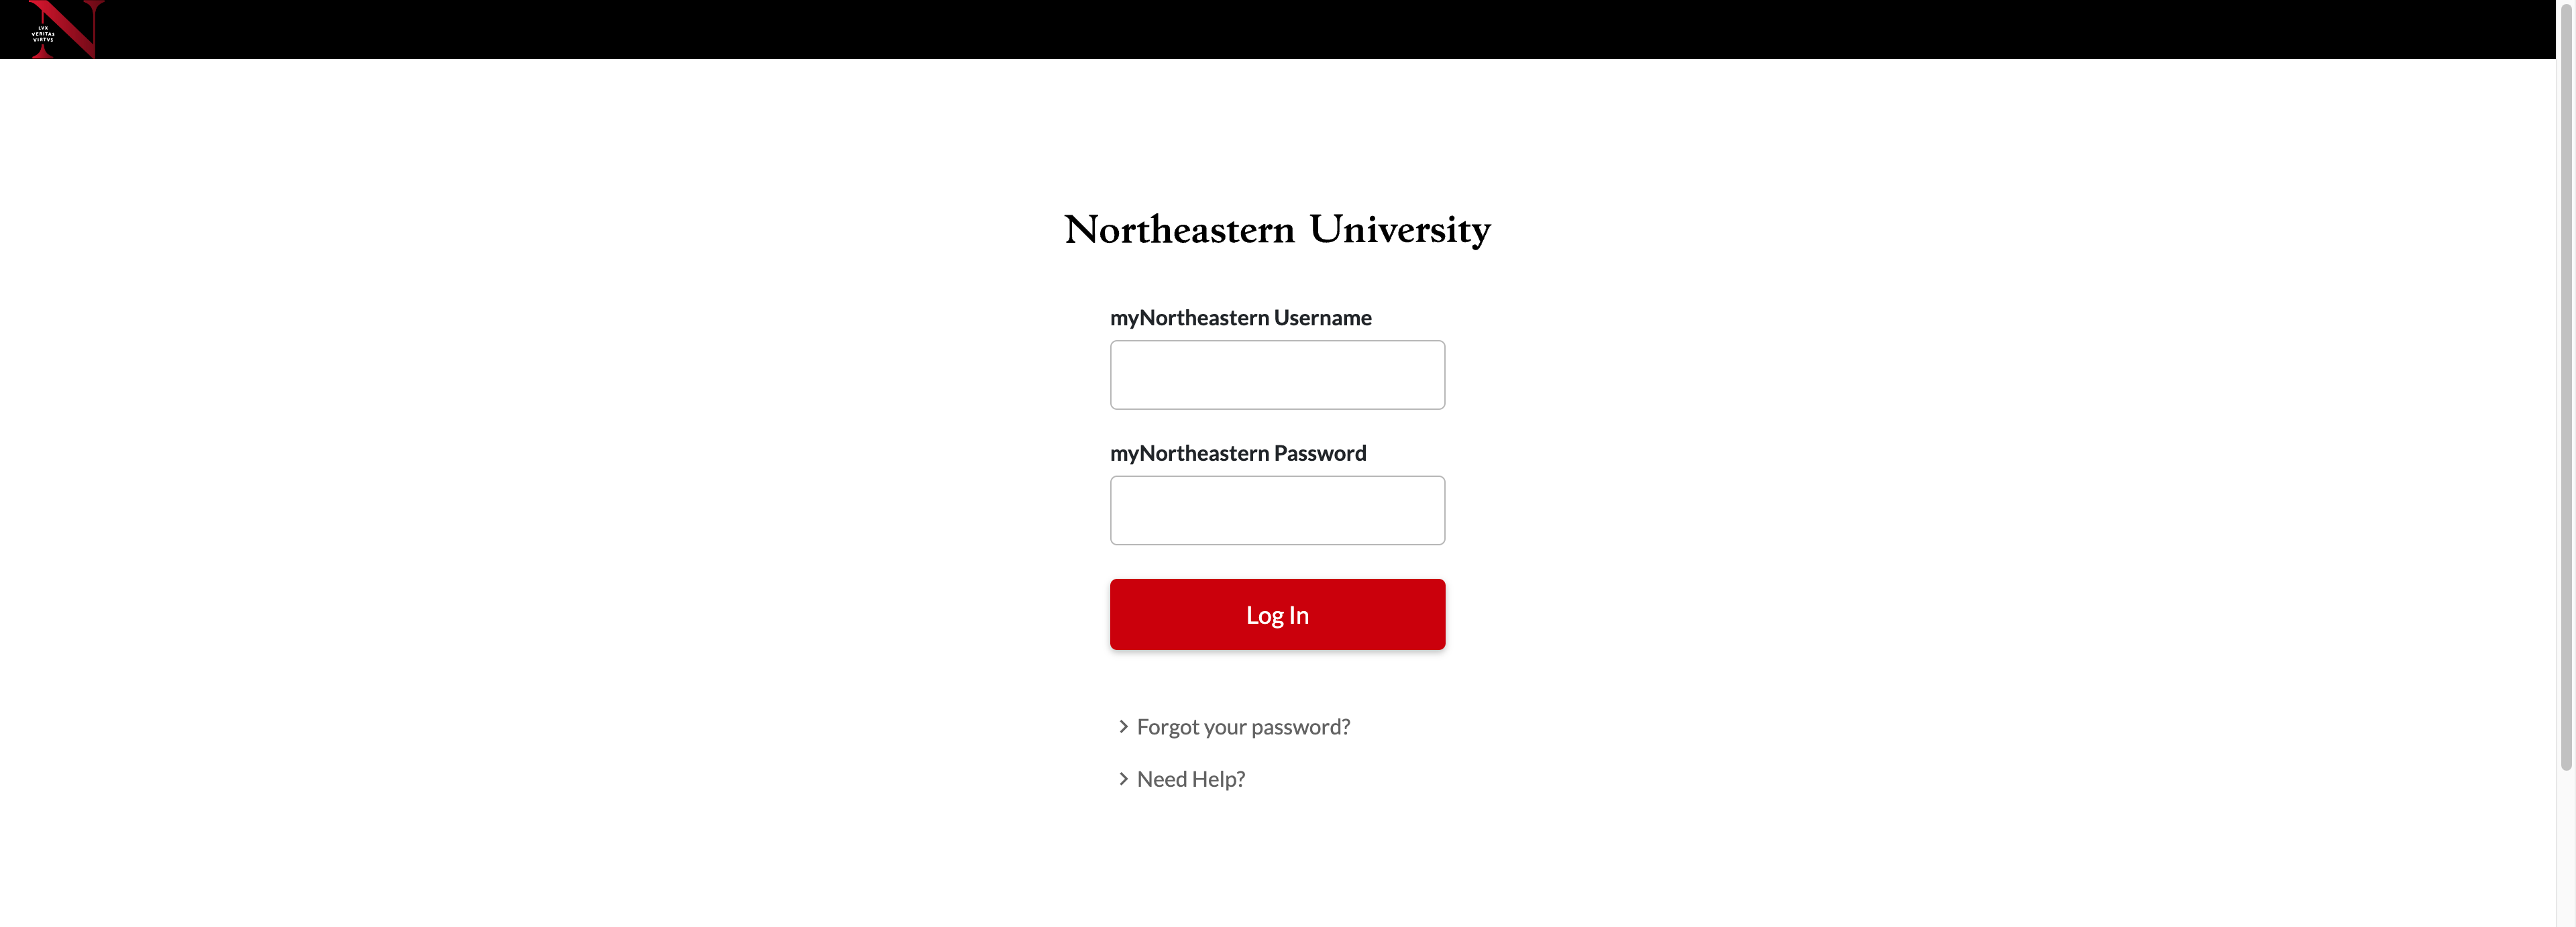 LVX
VERITAS
VIRTVS
Northeastern University
myNortheastern Username
myNortheastern Password
Log In
Forgot your password?
Need Help?